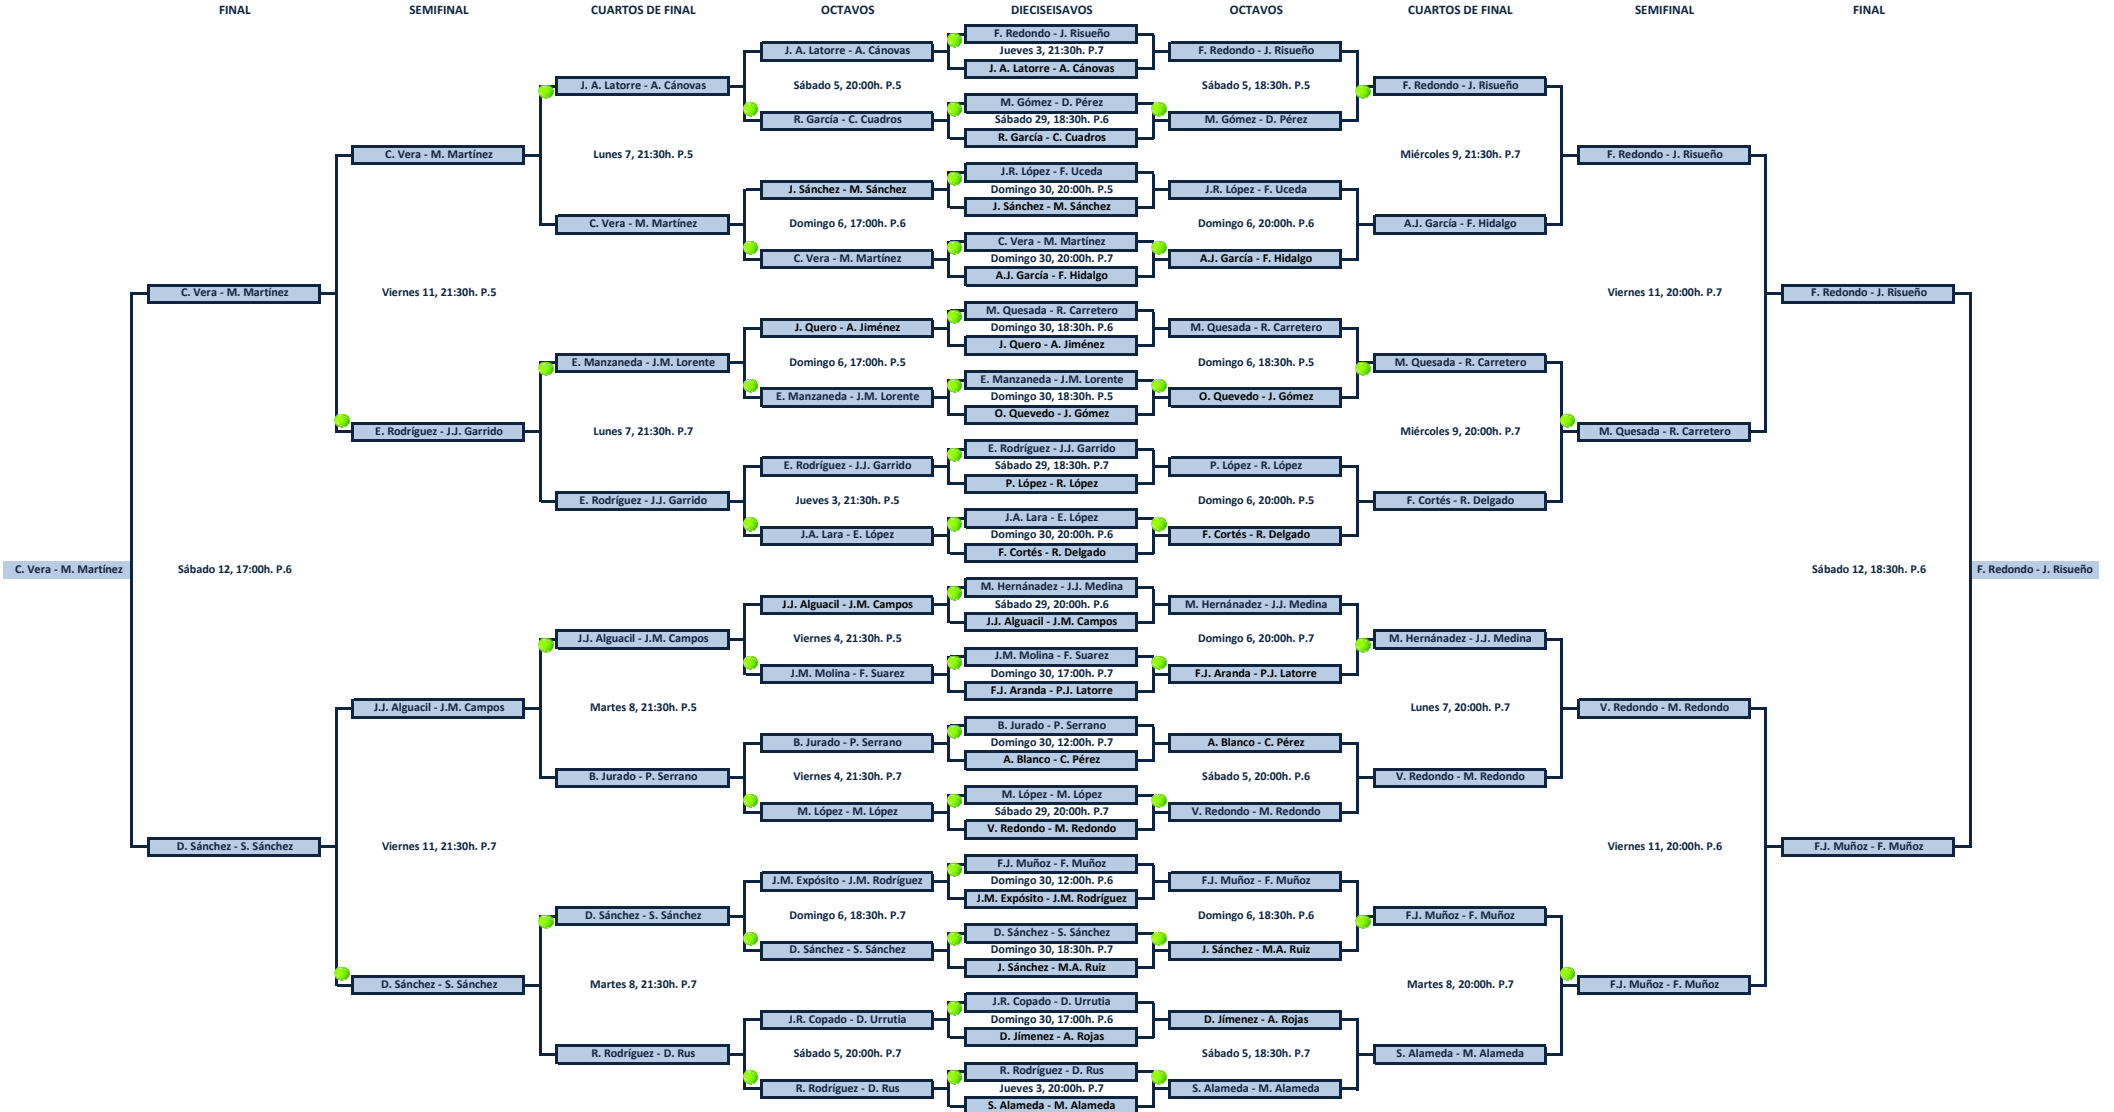 FINAL SEMIFINAL CUARTOS DE FINAL OCTAVOS DIECISEISAVOS OCTAVOS CUARTOS DE FINAL SEMIFINAL FINAL
F. Redondo - J. Risueño
J. A. Latorre - A. Cánovas Jueves 3, 21:30h. P.7 F. Redondo - J. Risueño
J. A. Latorre - A. Cánovas
J. A. Latorre - A. Cánovas Sábado 5, 20:00h. P.5 Sábado 5, 18:30h. P.5 F. Redondo - J. Risueño
M. Gómez - D. Pérez
R. García - C. Cuadros Sábado 29, 18:30h. P.6 M. Gómez - D. Pérez
R. García - C. Cuadros
C. Vera - M. Martínez Lunes 7, 21:30h. P.5 Miércoles 9, 21:30h. P.7 F. Redondo - J. Risueño
J.R. López - F. Uceda
J. Sánchez - M. Sánchez Domingo 30, 20:00h. P.5 J.R. López - F. Uceda
J. Sánchez - M. Sánchez
C. Vera - M. Martínez Domingo 6, 17:00h. P.6 Domingo 6, 20:00h. P.6 A.J. García - F. Hidalgo
C. Vera - M. Martínez
C. Vera - M. Martínez Domingo 30, 20:00h. P.7 A.J. García - F. Hidalgo
A.J. García - F. Hidalgo
C. Vera - M. Martínez Viernes 11, 21:30h. P.5 Viernes 11, 20:00h. P.7 F. Redondo - J. Risueño
M. Quesada - R. Carretero
J. Quero - A. Jiménez Domingo 30, 18:30h. P.6 M. Quesada - R. Carretero
J. Quero - A. Jiménez
E. Manzaneda - J.M. Lorente Domingo 6, 17:00h. P.5 Domingo 6, 18:30h. P.5 M. Quesada - R. Carretero
E. Manzaneda - J.M. Lorente
E. Manzaneda - J.M. Lorente Domingo 30, 18:30h. P.5 O. Quevedo - J. Gómez
O. Quevedo - J. Gómez
E. Rodríguez - J.J. Garrido Lunes 7, 21:30h. P.7 Miércoles 9, 20:00h. P.7 M. Quesada - R. Carretero
E. Rodríguez - J.J. Garrido
E. Rodríguez - J.J. Garrido Sábado 29, 18:30h. P.7 P. López - R. López
P. López - R. López
E. Rodríguez - J.J. Garrido Jueves 3, 21:30h. P.5 Domingo 6, 20:00h. P.5 F. Cortés - R. Delgado
J.A. Lara - E. López
J.A. Lara - E. López Domingo 30, 20:00h. P.6 F. Cortés - R. Delgado
F. Cortés - R. Delgado
C. Vera - M. Martínez Sábado 12, 17:00h. P.6 Sábado 12, 18:30h. P.6 F. Redondo - J. Risueño
M. Hernánadez - J.J. Medina
J.J. Alguacil - J.M. Campos Sábado 29, 20:00h. P.6 M. Hernánadez - J.J. Medina
J.J. Alguacil - J.M. Campos
J.J. Alguacil - J.M. Campos Viernes 4, 21:30h. P.5 Domingo 6, 20:00h. P.7 M. Hernánadez - J.J. Medina
J.M. Molina - F. Suarez
J.M. Molina - F. Suarez Domingo 30, 17:00h. P.7 F.J. Aranda - P.J. Latorre
F.J. Aranda - P.J. Latorre
J.J. Alguacil - J.M. Campos Martes 8, 21:30h. P.5 Lunes 7, 20:00h. P.7 V. Redondo - M. Redondo
B. Jurado - P. Serrano
B. Jurado - P. Serrano Domingo 30, 12:00h. P.7 A. Blanco - C. Pérez
A. Blanco - C. Pérez
B. Jurado - P. Serrano Viernes 4, 21:30h. P.7 Sábado 5, 20:00h. P.6 V. Redondo - M. Redondo
M. López - M. López
M. López - M. López Sábado 29, 20:00h. P.7 V. Redondo - M. Redondo
V. Redondo - M. Redondo
D. Sánchez - S. Sánchez Viernes 11, 21:30h. P.7 Viernes 11, 20:00h. P.6 F.J. Muñoz - F. Muñoz
F.J. Muñoz - F. Muñoz
J.M. Expósito - J.M. Rodríguez Domingo 30, 12:00h. P.6 F.J. Muñoz - F. Muñoz
J.M. Expósito - J.M. Rodríguez
D. Sánchez - S. Sánchez Domingo 6, 18:30h. P.7 Domingo 6, 18:30h. P.6 F.J. Muñoz - F. Muñoz
D. Sánchez - S. Sánchez
D. Sánchez - S. Sánchez Domingo 30, 18:30h. P.7 J. Sánchez - M.A. Ruiz
J. Sánchez - M.A. Ruiz
D. Sánchez - S. Sánchez Martes 8, 21:30h. P.7 Martes 8, 20:00h. P.7 F.J. Muñoz - F. Muñoz
J.R. Copado - D. Urrutia
J.R. Copado - D. Urrutia Domingo 30, 17:00h. P.6 D. Jímenez - A. Rojas
D. Jímenez - A. Rojas
R. Rodríguez - D. Rus Sábado 5, 20:00h. P.7 Sábado 5, 18:30h. P.7 S. Alameda - M. Alameda
R. Rodríguez - D. Rus
R. Rodríguez - D. Rus Jueves 3, 20:00h. P.7 S. Alameda - M. Alameda
S. Alameda - M. Alameda